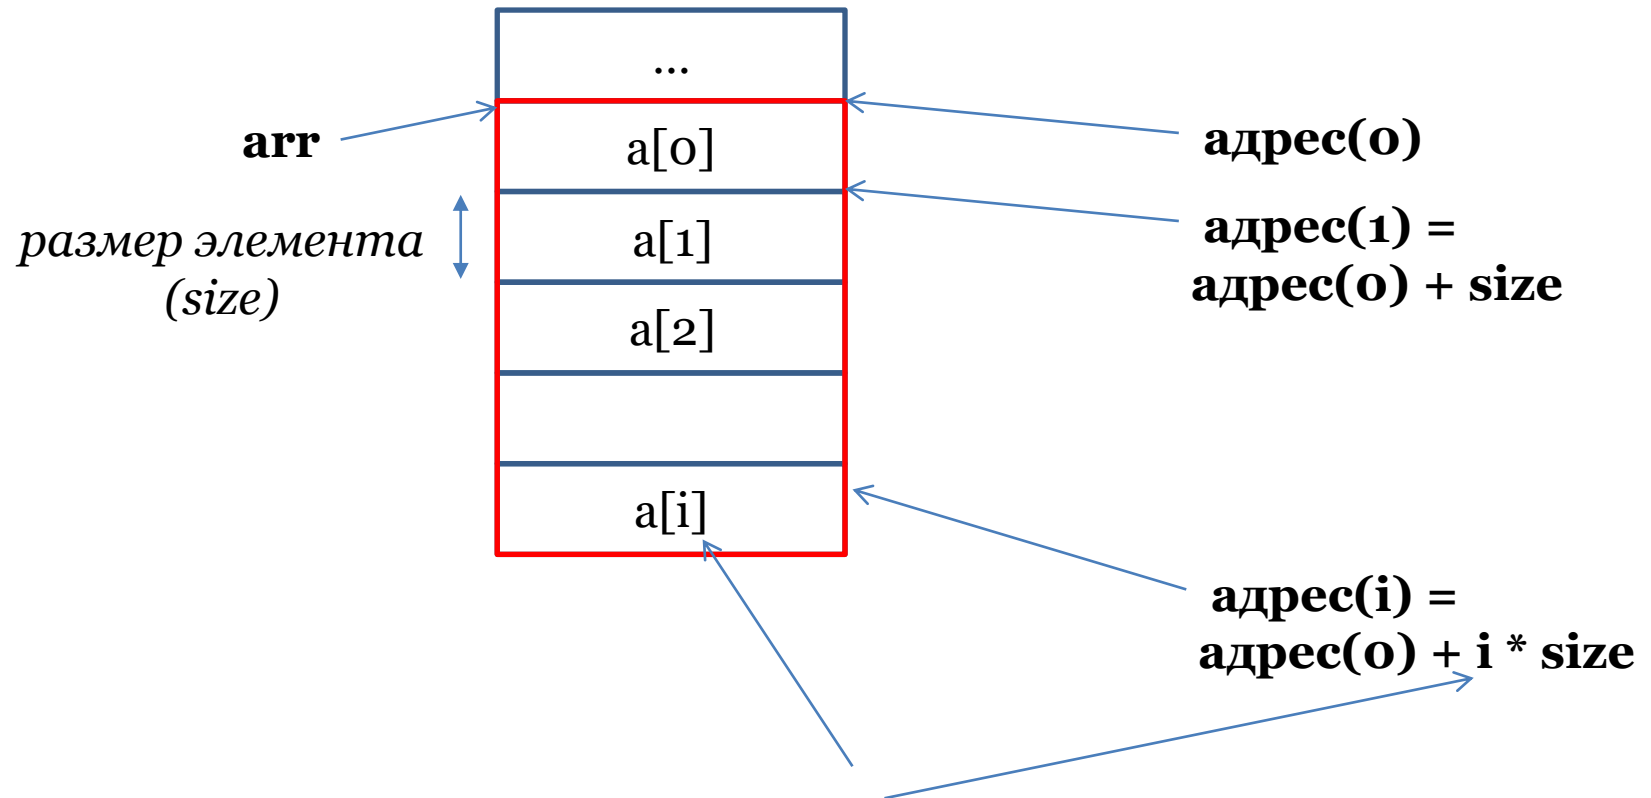 ...
arr
a[0]
адрес(0)
размер элемента
(size)
a[1]
адрес(1) =
адрес(0) + size
a[2]
a[i]
адрес(i) =
адрес(0) + i * size